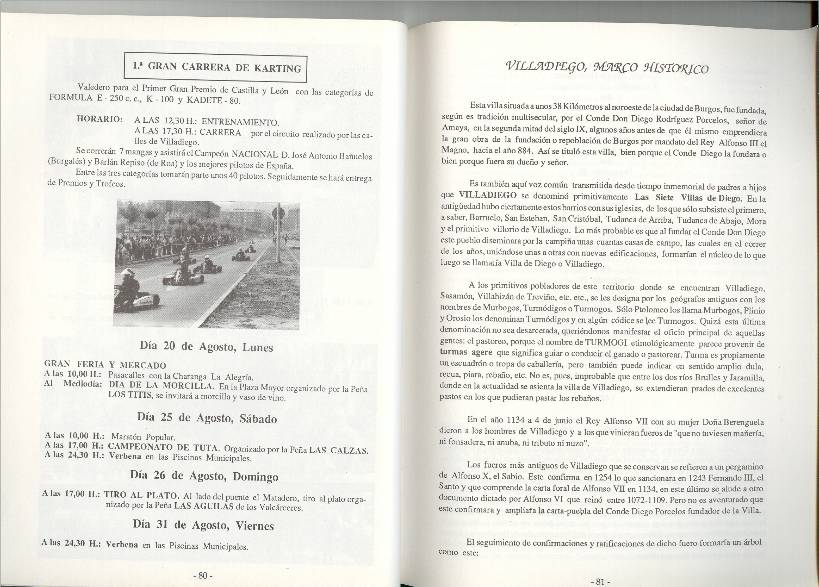 1.ª GRAN CARRERA DE KARTING
Valedero para el Primer Gran Premio de Castilla y León con las categorías de
FORMULA E - 250 c. c., K - 100 y KADETE - 80.
HORARIO: A LAS 12,30 H.: ENTRENAMIENTO.
A LAS 17,30 H.: CARRERA por el circuito realizado por las ca-
lles de Villadiego.
Se correrán 7 mangas y asistirá el Campeón NACIONAL D. José Antonio Bañuelos
(Burgalés) y Barlan Repiso (de Roa) y los mejores pilotos de España.
Entre las tres categorías tomarán parte unos 40 pilotos. Seguidamente se hará entrega
de Premios y Trofeos.
Día 20 de Agosto, Lunes
GRAN FERIA Y MERCADO
A las 10,00 H.: Pasacalles con la Charanga La Alegría.
Al Mediodía: DIA DE LA MORCILLA. En la Plaza Mayor organizado por la Peña
LOS TITIS, se invitará a morcilla y vaso de vino.
Día 25 de Agosto, Sábado
A las 10,00 H.: Maratón Popular.
A las 17,00 H.: CAMPEONATO DE TUTA. Organizado por la Peña LAS CALZAS.
A las 24,30 H.: Verbena en las Piscinas Municipales.
Día 26 de Agosto, Domingo
A las 17,00 H.: TIRO AL PLATO. Al lado del puente el Matadero, tiro al plato orga-
nizado por la Peña LAS AGUILAS de los Valcárceres.
Día 31 de Agosto, Viernes
A las 24,30 H.: Verbena en las Piscinas Municipales.
- 80 -
VILLADIEGO, MARCO HISTORICO
Esta villa situada a unos 38 Kilómetros al noroeste de la ciudad de Burgos, fue fundada,
según es tradición multisecular, por el Conde Don Diego Rodríguez Porcelos, señor de
Amaya, en la segunda mitad del siglo IX, algunos años antes de que él mismo emprendiera
la gran obra de la fundación o repoblación de Burgos por mandato del Rey Alfonso III el
Magno, hacia el año 884. Así se tituló esta villa, bien porque el Conde Diego la fundara o
bien porque fuera su dueño y señor.
Es también aquí voz común transmitida desde tiempo inmemorial de padres a hijos
que VILLADIEGO se denominó primitivamente Las Siete Villas de Diego. En la
antigüedad hubo ciertamente estos barrios con sus iglesias, de los que sólo subsiste el primero,
a saber, Barruelo, San Esteban, San Cristóbal, Tudanca de Arriba, Tudanca de Abajo, Mora
y el primitivo villorio de Villadiego. Lo más probable es que al fundar el Conde Don Diego
este pueblo diseminara por la campiña unas cuantas casas de campo, las cuales en el correr
de los años, uniéndose unas a otras con nuevas edificaciones, formarían el núcleo de lo que
luego se llamaría Villa de Diego o Villadiego.
A los primitivos pobladores de este territorio donde se encuentran Villadiego,
Sasamón, Villahizán de Treviño, etc. etc., se les designa por los geógrafos antiguos con los
nombres de Murbogos, Turmódigos o Turmogos. Sólo Ptolomeo los llama Murbogos, Plinio
y Orosio los denominan Turmódigos y en algún códice se lee Turmogos. Quizá esta última
denominación no sea desacerada, queriéndonos manifestar el oficio principal de aquellas
gentes: el pastoreo, porque el nombre de TURMOGI etimológicamente parece provenir de
turmas agere que significa guiar o conducir el ganado o pastorear. Turma es propiamente
un escuadrón o tropa de caballería, pero también puede indicar en sentido amplio dula,
recua, piara, rebaño, etc. No es, pues, improbable que entre los dos ríos Brulles y Jaramilla,
donde en la actualidad se asienta la villa de Villadiego, se extendieran prados de excelentes
pastos en los que pudieran pastar los rebaños.
En el año 1134 a 4 de junio el Rey Alfonso VII con su mujer Doña Berenguela
dieron a los hombres de Villadiego y a los que vinieran fueros de "que no tuviesen mañería,
ni fonsadera, ni anuba, ni tributo ni nuzo".
Los fueros más antiguos de Villadiego que se conservan se refieren a un pergamino
de Alfonso X, el Sabio. Este confirma en 1254 lo que sancionara en 1243 Fernando III, el
Santo y que comprende la carta foral de Alfonso VII en 1134, en este último se alude a otro
documento dictado por Alfonso VI que reinó entre 1072-1109. Pero no es aventurado que
este confirmara y ampliara la carta-puebla del Conde Diego Porcelos fundador de la Villa.
El seguimiento de confirmaciones y ratificaciones de dicho fuero formaría un árbol
como este:
- 81 -